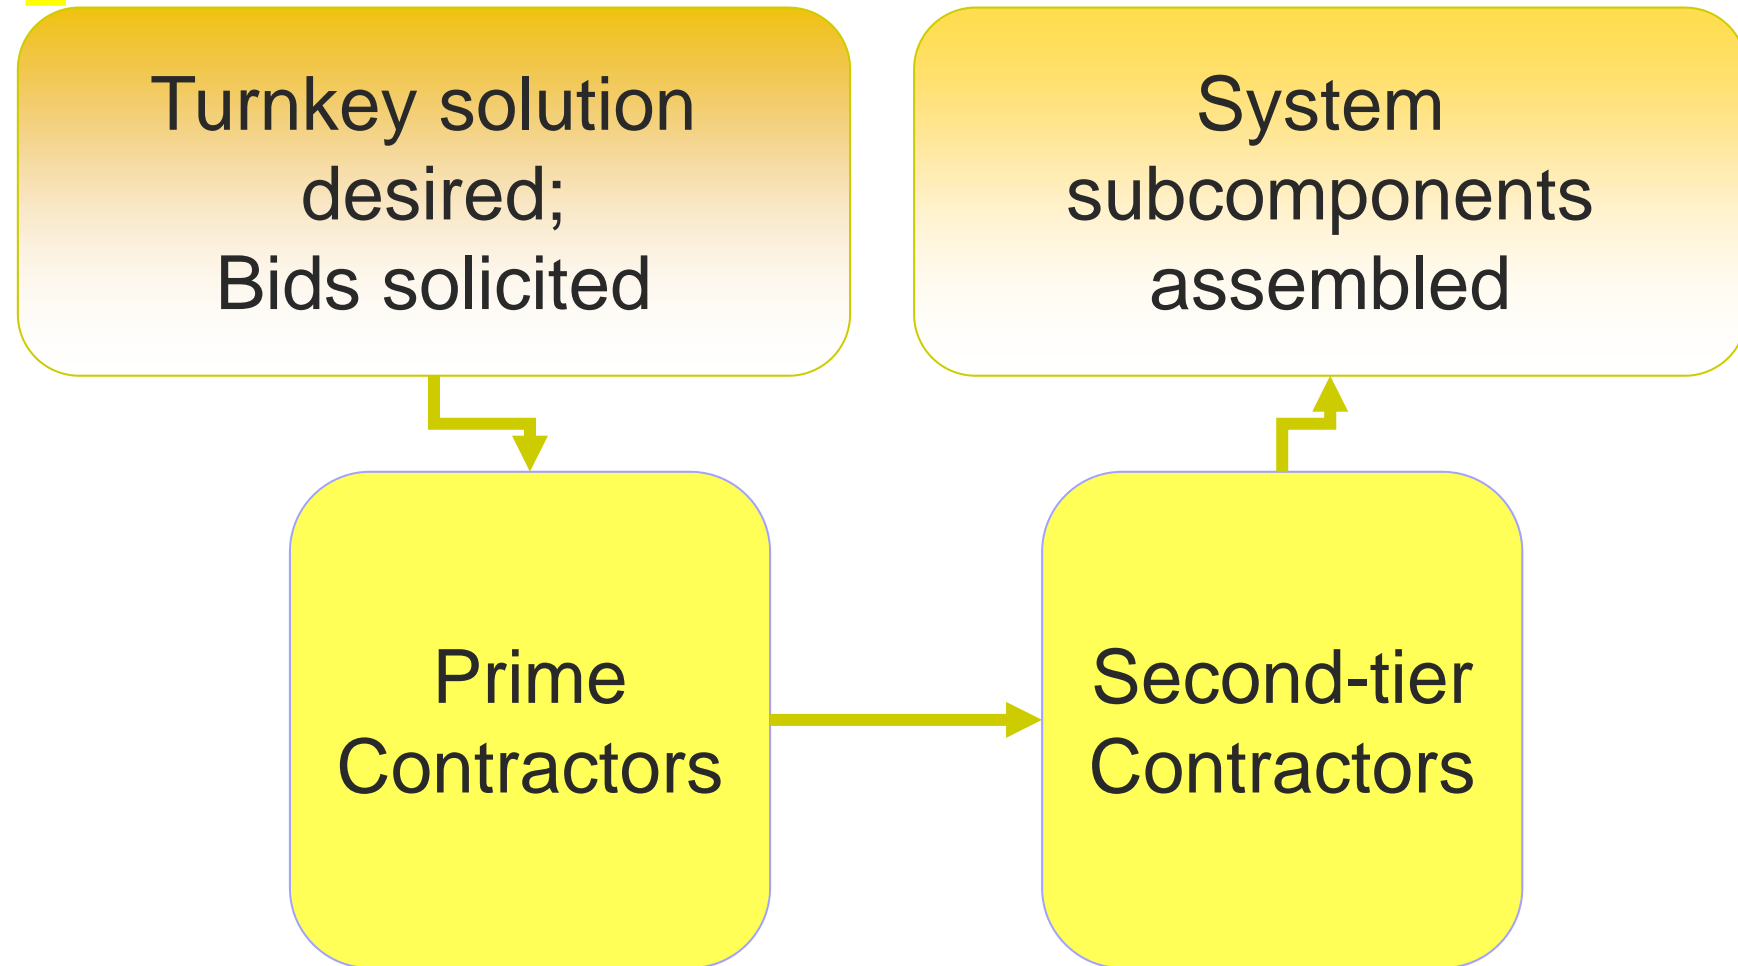 Turnkey solution
desired;
Bids solicited
System
subcomponents
assembled
Prime
Contractors
Second-tier
Contractors